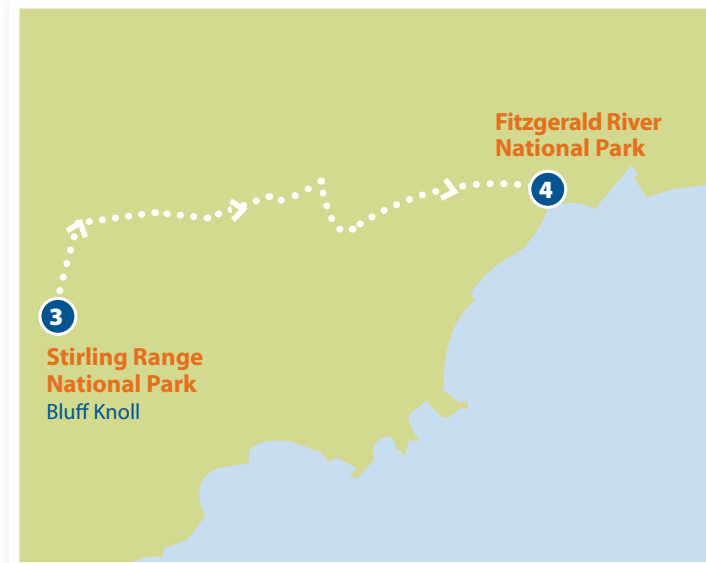 Fitzgerald River
National Park
4
3
Stirling Range
National Park
Bluff Knoll